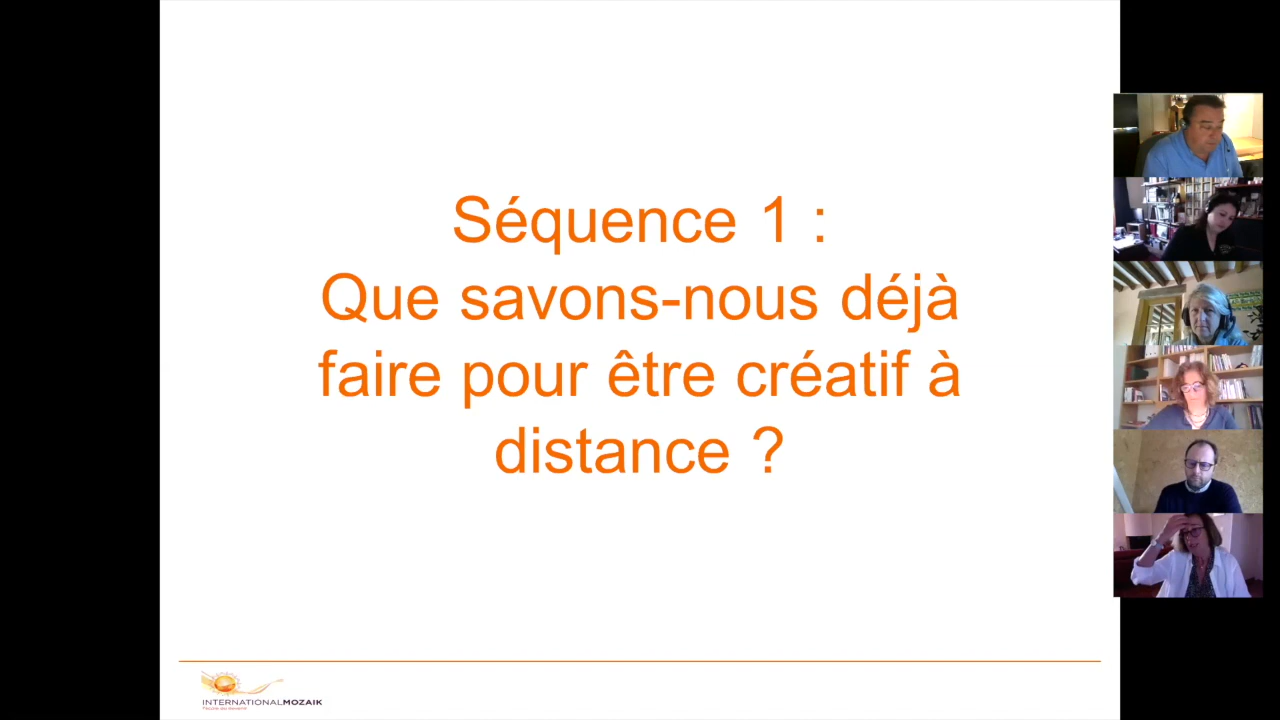 Séquence 1 :
Que savons-nous déjà
faire pour être créatif à
distance ?
INTERNATIONALMOZAIK